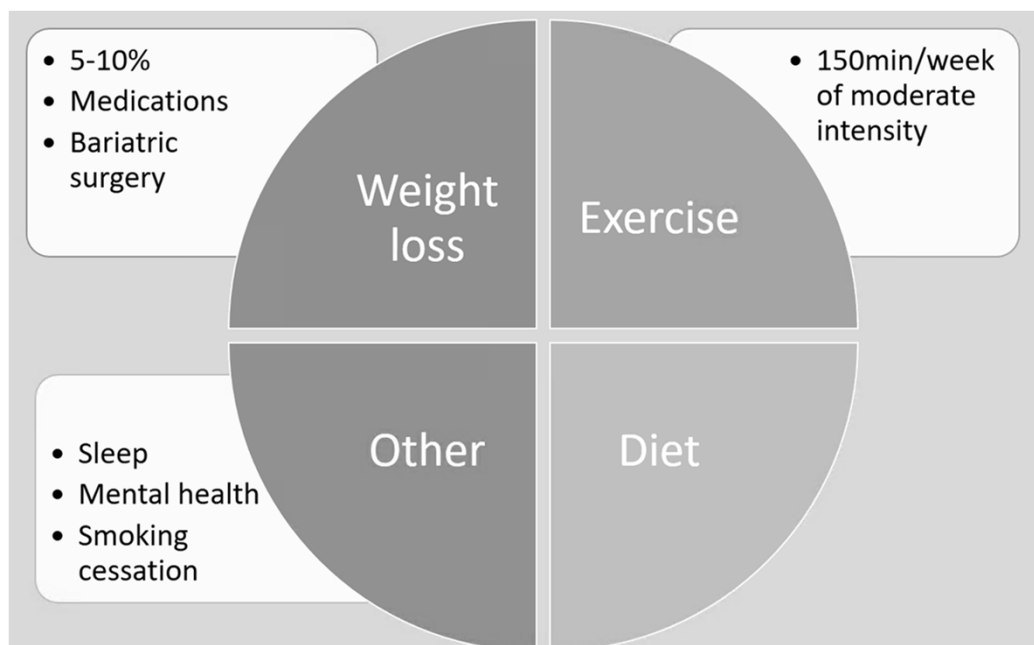 • 5-10%
• Medications
• Bariatric
surgery
Weight
loss
• 150min/week
of moderate
intensity
Exercise
• Sleep
• Mental health
• Smoking
cessation
Other
Diet